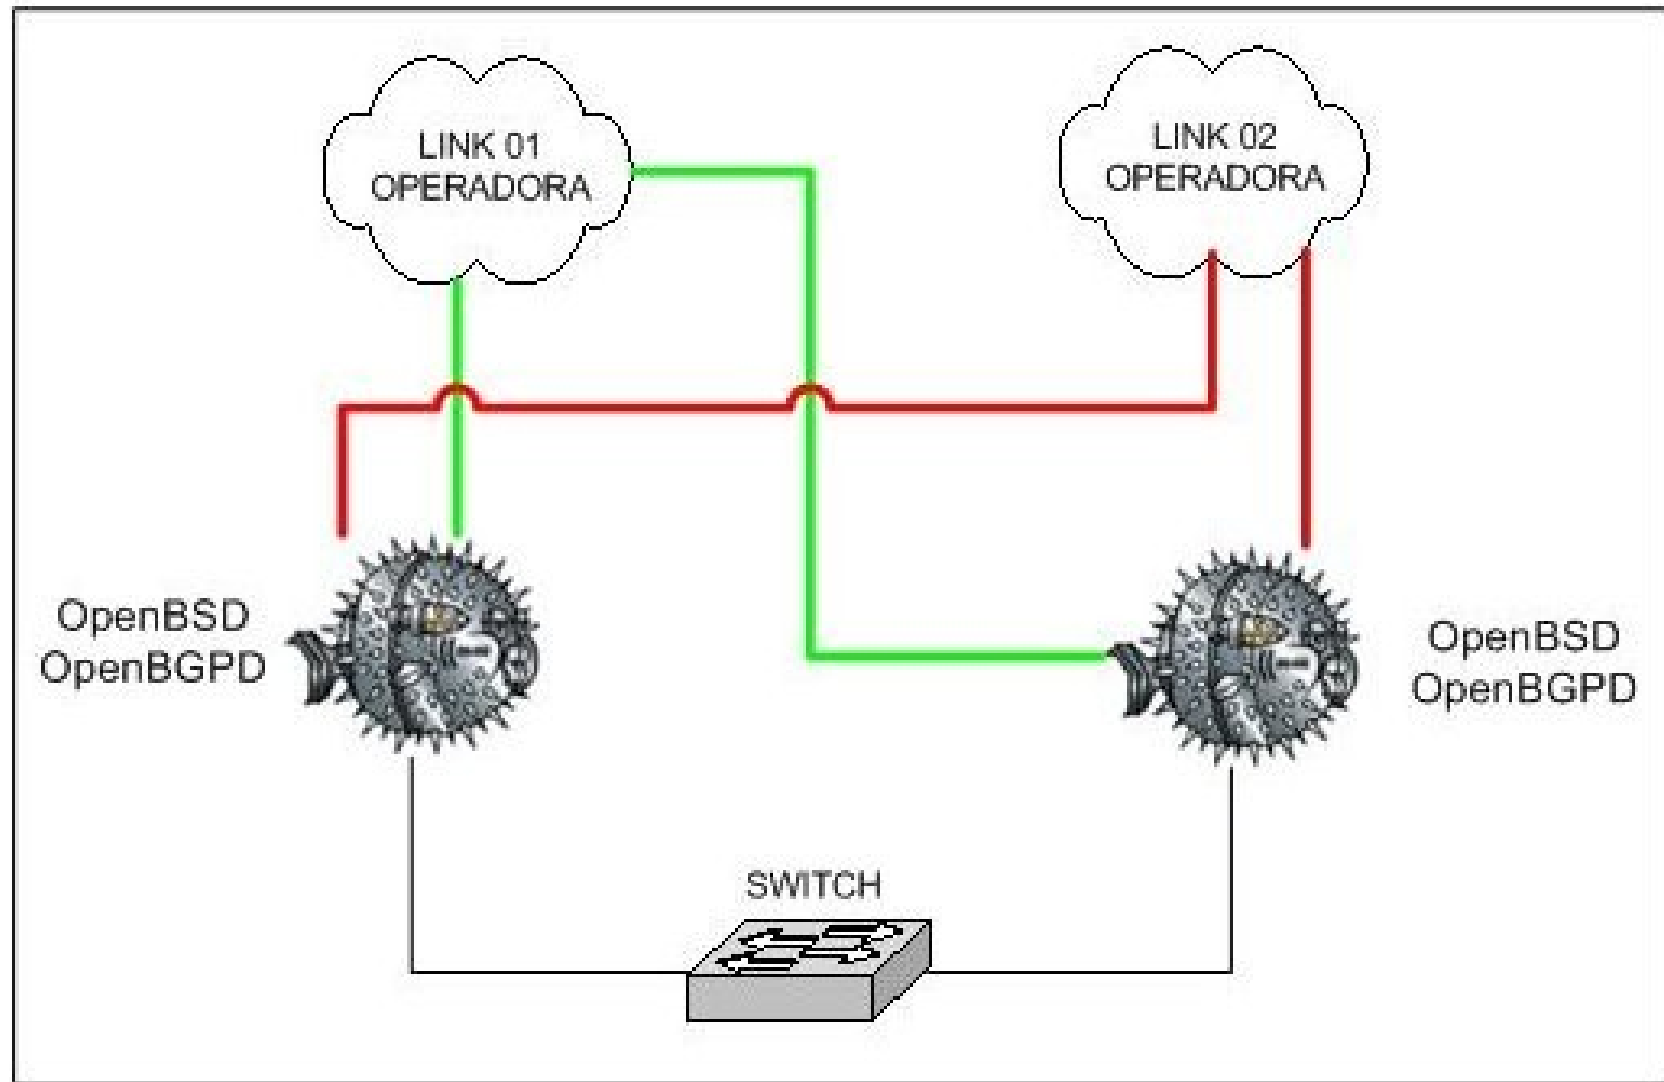 LINK 01
OPERADORA
LINK 02
OPERADORA
OpenBSD
OpenBGPD
OpenBSD
OpenBGPD
SWITCH